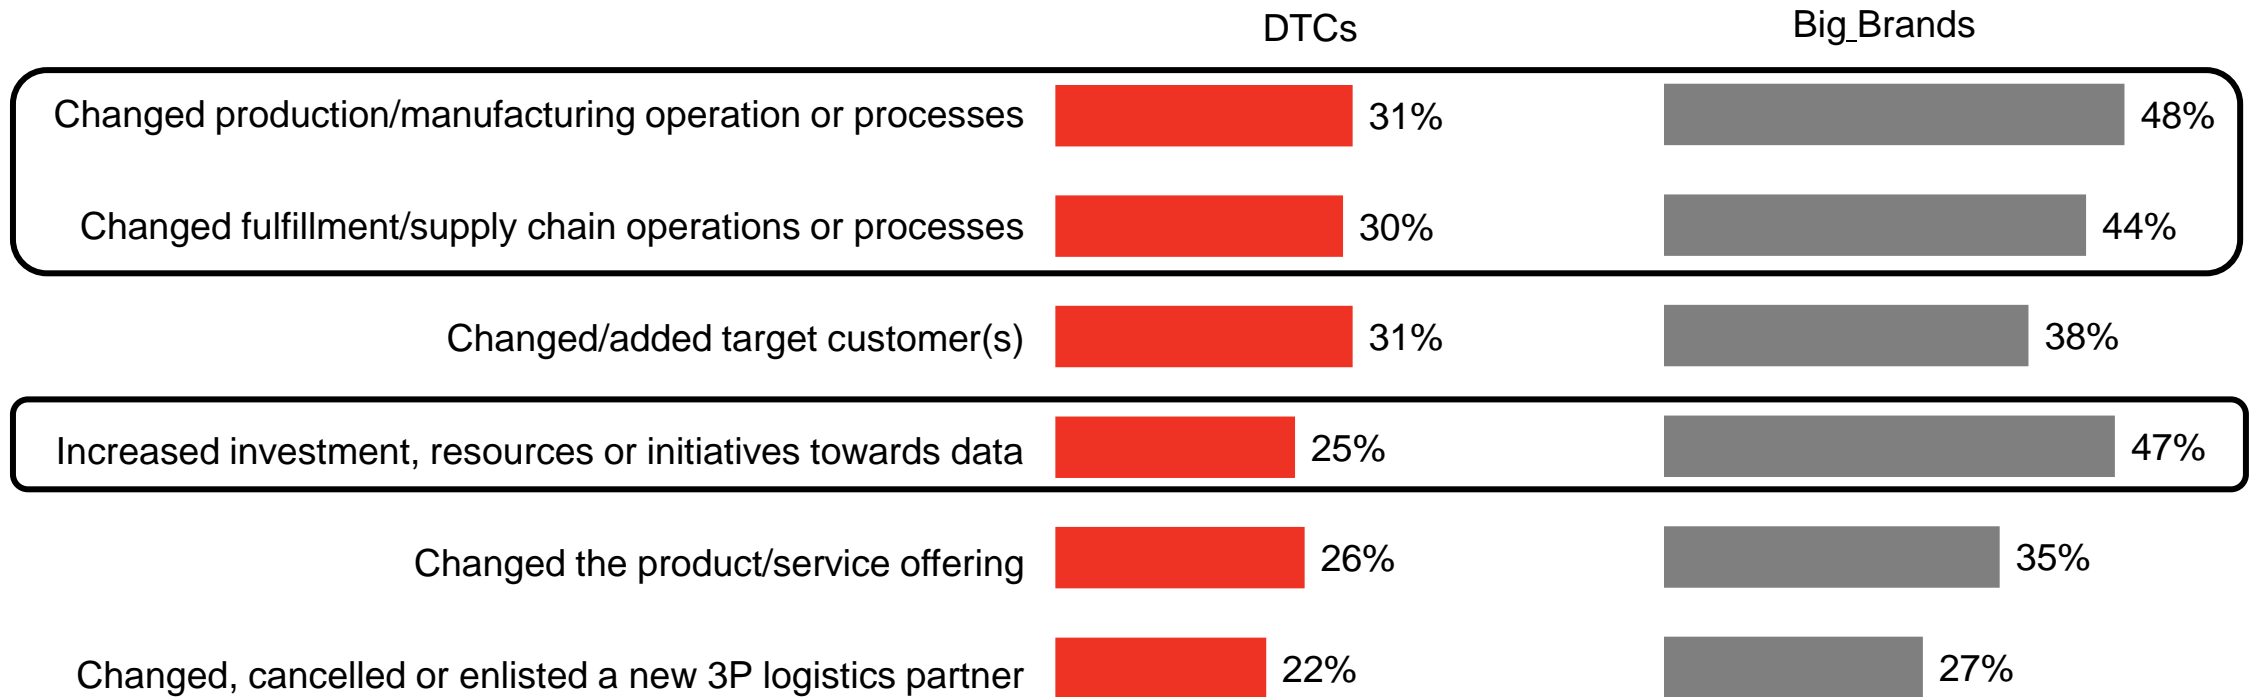 DTCs Big_Brands
Changed production/manufacturing operation or processes 31% 48%
Changed fulfillment/supply chain operations or processes 30% 44%
Changed/added target customer(s) 31% 38%
Increased investment, resources or initiatives towards data 25% 47%
Changed the product/service offering 26% 35%
Changed, cancelled or enlisted a new 3P logistics partner 22% 27%